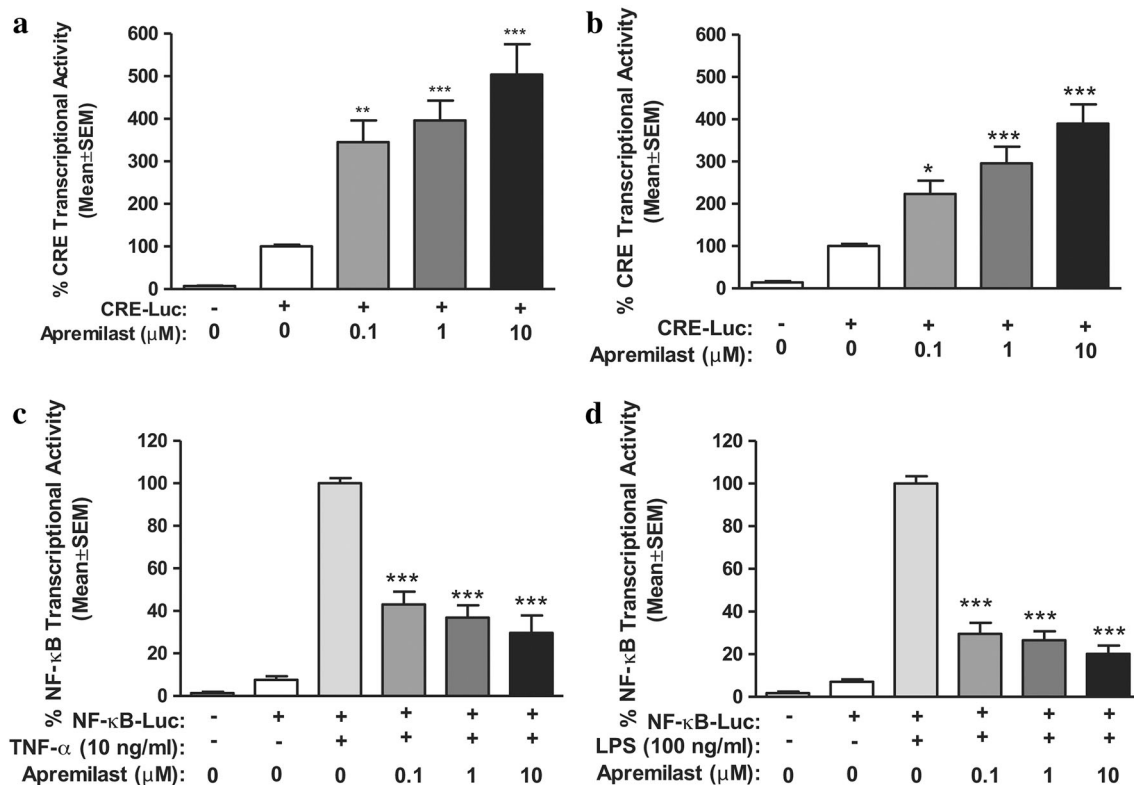 a
% CRE Transcriptional Activity
(Mean±SEM)
600
500
400
300
200
100
0
**
***
***
CRE-Luc: - + + + +
Apremilast (μM): 0 0 0.1 1 10
b
% CRE Transcriptional Activity
(Mean±SEM)
600
500
400
300
200
100
0
*
***
***
CRE-Luc: - + + + +
Apremilast (μM): 0 0 0.1 1 10
c
% NF-κB Transcriptional Activity
(Mean±SEM)
120
100
80
60
40
20
0
***
***
***
NF-κB-Luc: - + + + + +
TNF-α (10 ng/ml): - - + + + +
Apremilast (μM): 0 0 0 0.1 1 10
d
% NF-κB Transcriptional Activity
(Mean±SEM)
120
100
80
60
40
20
0
***
***
***
NF-κB-Luc: - + + + + +
LPS (100 ng/ml): - - + + + +
Apremilast (μM): 0 0 0 0.1 1 10